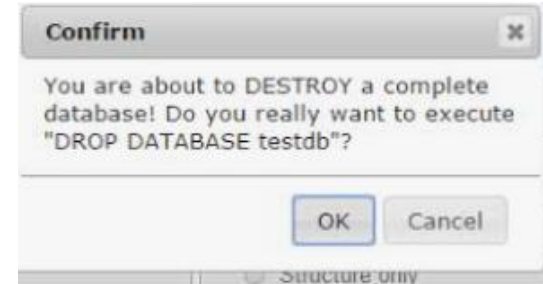 Confirm
You are about to DESTROY a complete
database! Do you really want to execute
"DROP DATABASE testdb"?
OK
Cancel
Structure only